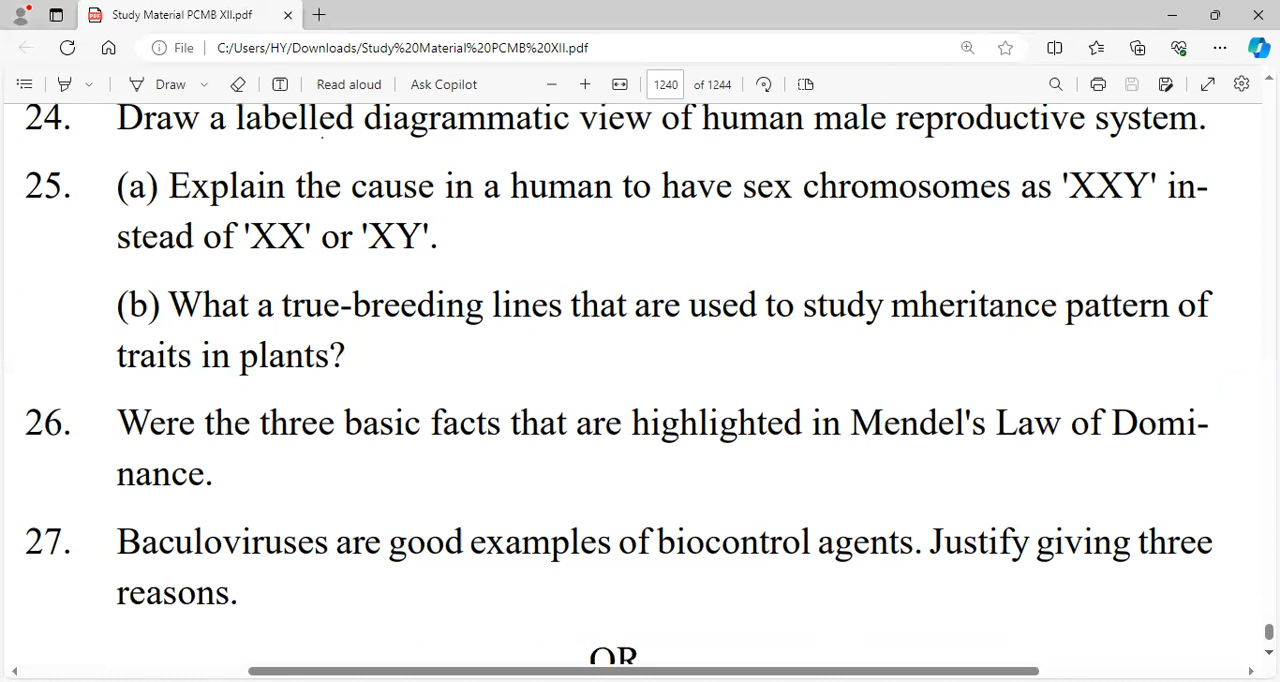 Study Material PCMB XII.pdf
File
C:/Users/HY/Downloads/Study%20Material%20PCMB%20XII.pdf
Draw
Read aloud
Ask Copilot
1240 of 1244
24. Draw a labelled diagrammatic view of human male reproductive system.
25. (a) Explain the cause in a human to have sex chromosomes as 'XXY' in-
stead of 'XX' or 'XY'.
(b) What a true-breeding lines that are used to study mheritance pattern of
traits in plants?
26. Were the three basic facts that are highlighted in Mendel's Law of Domi-
nance.
27. Baculoviruses are good examples of biocontrol agents. Justify giving three
reasons.
OR